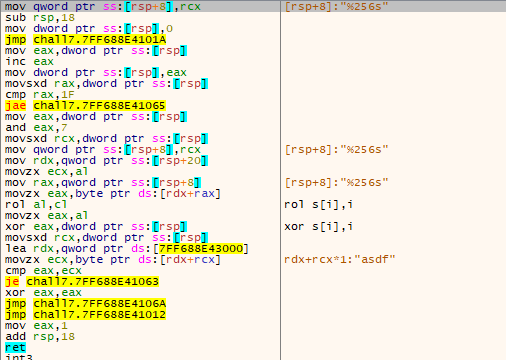 mov qword ptr ss:[rsp+8],rcx [rsp+8]:"%256s"
sub rsp,18
mov dword ptr ss:[rsp],0
jmp chall7.7FF688E4101A
mov eax,dword ptr ss:[rsp]
inc eax
mov dword ptr ss:[rsp],eax
movsxd rax,dword ptr ss:[rsp]
cmp rax,1F
jae chall7.7FF688E41065
mov eax,dword ptr ss:[rsp]
and eax,7
movsxd rcx,dword ptr ss:[rsp]
mov qword ptr ss:[rsp+8],rcx [rsp+8]:"%256s"
mov rdx,qword ptr ss:[rsp+20]
movzx ecx,al
mov rax,qword ptr ss:[rsp+8] [rsp+8]:"%256s"
movzx eax,byte ptr ds:[rdx+rax]
rol al,cl rol s[i],i
movzx eax,al
xor eax,dword ptr ss:[rsp] xor s[i],i
movsxd rcx,dword ptr ss:[rsp]
lea rdx,qword ptr ds:[7FF688E43000]
movzx ecx,byte ptr ds:[rdx+rcx] rdx+rcx*1:"asdf"
cmp eax,ecx
je chall7.7FF688E41063
xor eax,eax
jmp chall7.7FF688E4106A
jmp chall7.7FF688E41012
mov eax,1
add rsp,18
ret
int3